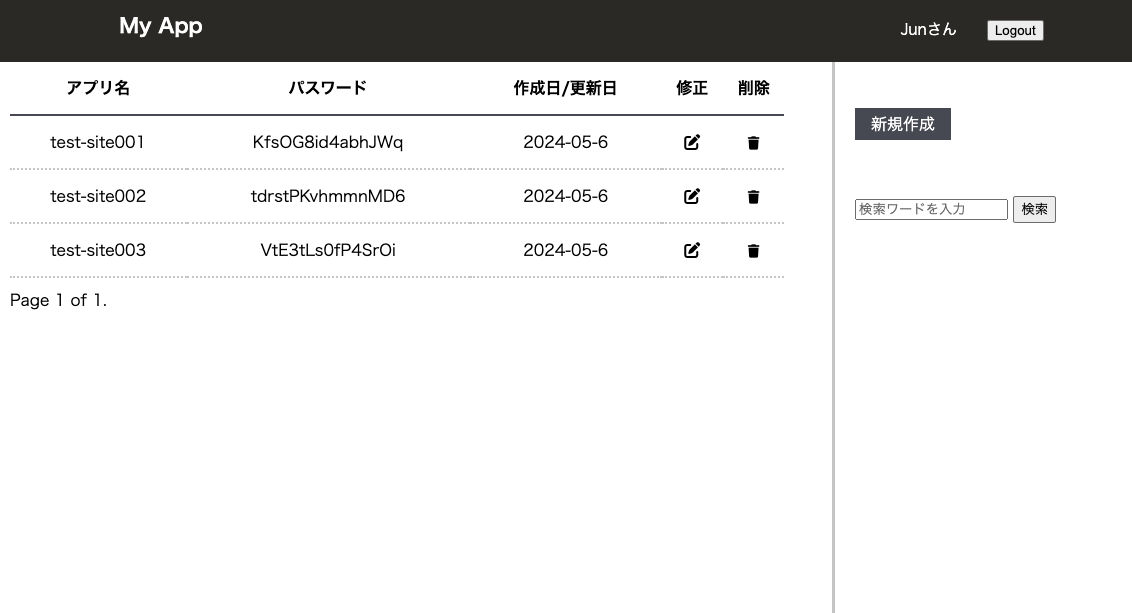 My App
Junさん Logout
アプリ名 パスワード 作成日/更新日 修正 削除
test-site001 KfsOG8id4abhJWq 2024-05-6
test-site002 tdrstPKvhmmnMD6 2024-05-6
test-site003 VtE3tLs0fP4SrOi 2024-05-6
Page 1 of 1.
新規作成
検索ワードを入力 検索